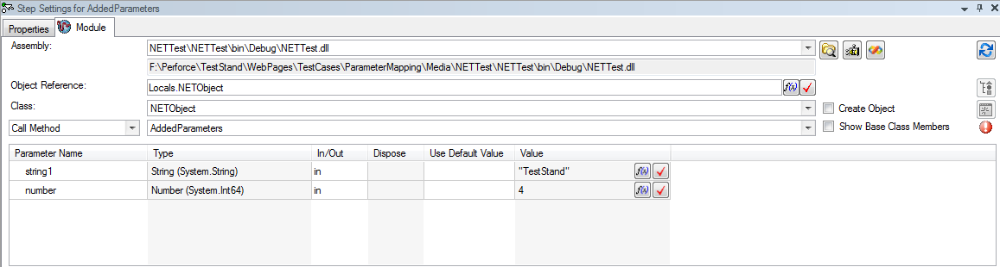 Step Settings for AddedParameters
Properties Module
Assembly: NETTest\NETTest\bin\Debug\NETTest.dll
F:\Perforce\TestStand\WebPages\TestCases\ParameterMapping\Media\NETTest\NETTest\bin\Debug\NETTest.dll
Object Reference: Locals.NETObject f(x)
Class: NETObject Create Object
Call Method AddedParameters Show Base Class Members
Parameter Name Type In/Out Dispose Use Default Value Value
string1 String (System.String) in "TestStand" f(x)
number Number (System.Int64) in 4 f(x)